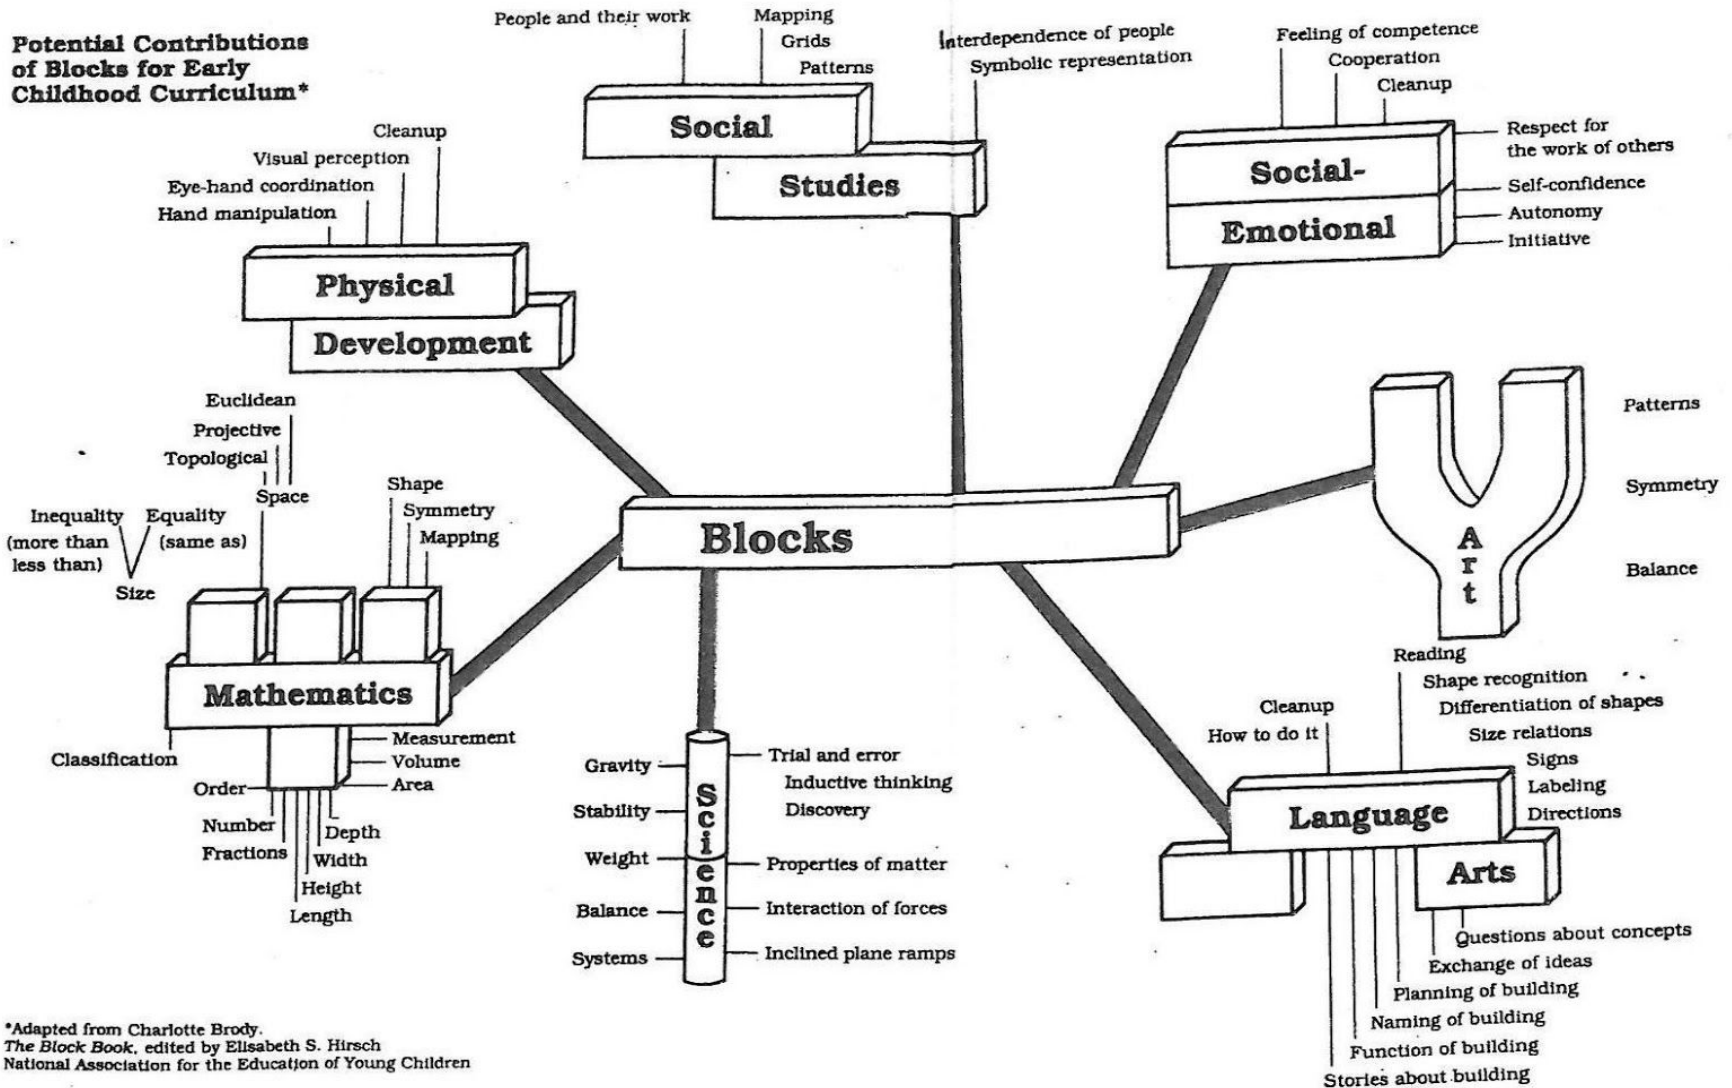 Potential Contributions
of Blocks for Early
Childhood Curriculum*
People and their work
Mapping
Grids
Patterns
Interdependence of people
Symbolic representation
Social
Studies
Feeling of competence
Cooperation
Cleanup
Respect for
the work of others
Self-confidence
Autonomy
Initiative
Social-
Emotional
Cleanup
Visual perception
Eye-hand coordination
Hand manipulation
Physical
Development
Blocks
Patterns
Symmetry
Balance
Art
Euclidean
Projective
Topological
Space
Inequality
(more than
less than)
Equality
(same as)
Size
Shape
Symmetry
Mapping
Mathematics
Classification
Order
Number
Fractions
Measurement
Volume
Area
Depth
Width
Height
Length
Gravity
Stability
Weight
Balance
Systems
Science
Trial and error
Inductive thinking
Discovery
Properties of matter
Interaction of forces
Inclined plane ramps
Reading
Shape recognition
Differentiation of shapes
Size relations
Signs
Labeling
Directions
Cleanup
How to do it
Language
Arts
Questions about concepts
Exchange of ideas
Planning of building
Naming of building
Function of building
Stories about building
*Adapted from Charlotte Brody.
The Block Book, edited by Elisabeth S. Hirsch
National Association for the Education of Young Children